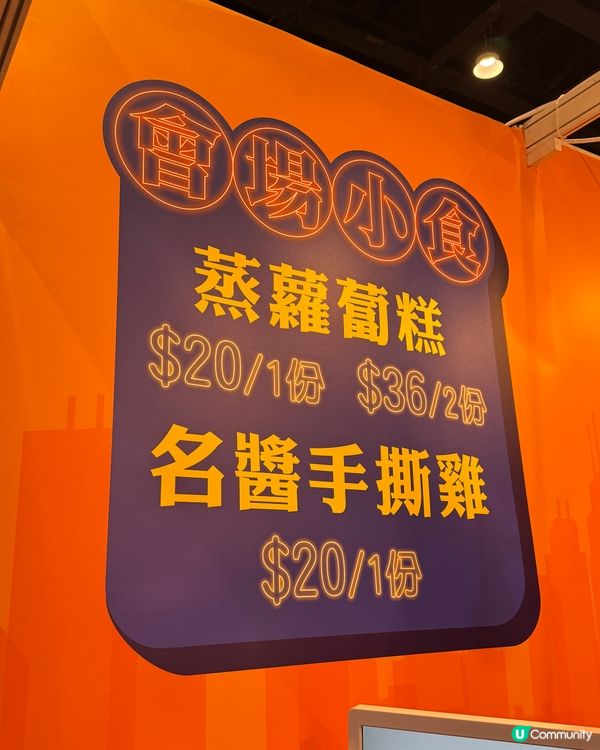 會場小食
蒸蘿蔔糕
$20/1份 $36/2份
名醬手撕雞
$20/1份
U Community